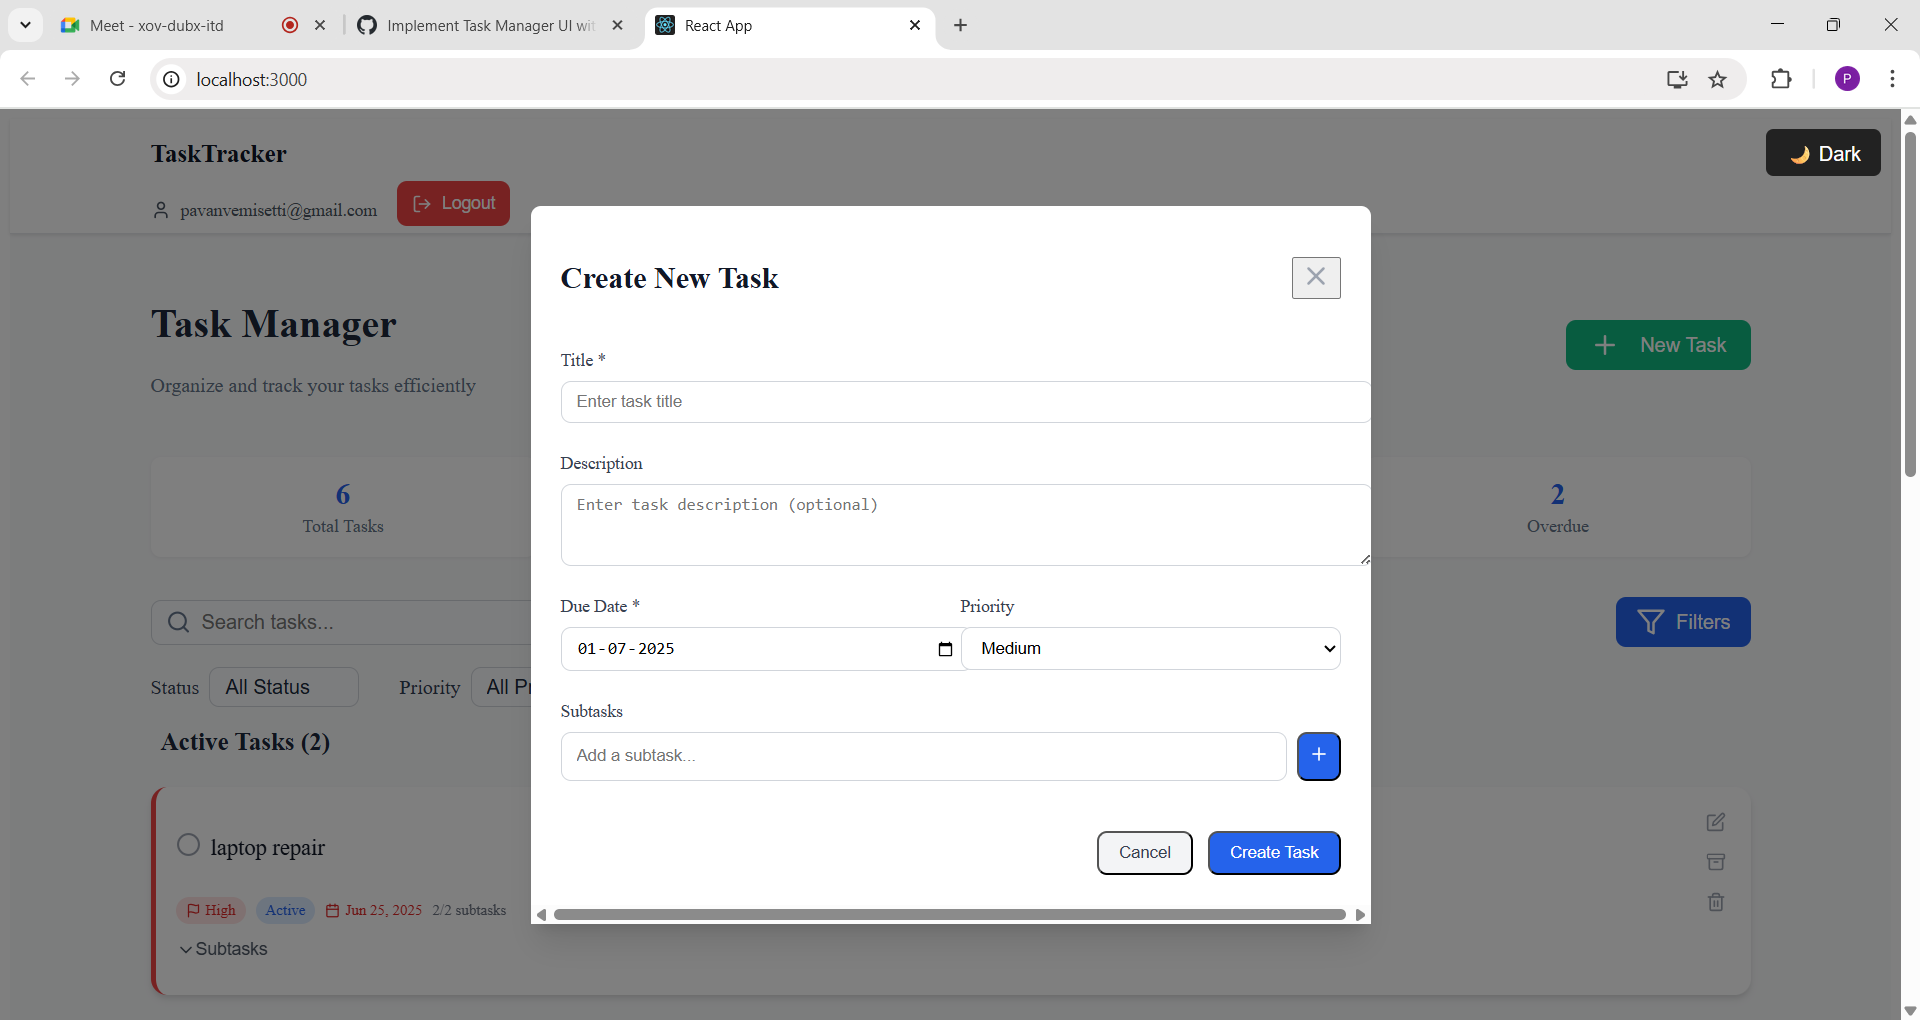 Meet - xov-dubx-itd
Implement Task Manager UI wit
React App
localhost:3000
P
TaskTracker
Dark
pavanvemisetti@gmail.com
Logout
Task Manager
Organize and track your tasks efficiently
New Task
6
Total Tasks
2
Overdue
Search tasks...
Filters
Status
All Status
Priority
All Pr
Active Tasks (2)
laptop repair
High
Active
Jun 25, 2025
2/2 subtasks
Subtasks
Create New Task
Title *
Enter task title
Description
Enter task description (optional)
Due Date *
Priority
01-07-2025
Medium
Subtasks
Add a subtask...
+
Cancel
Create Task